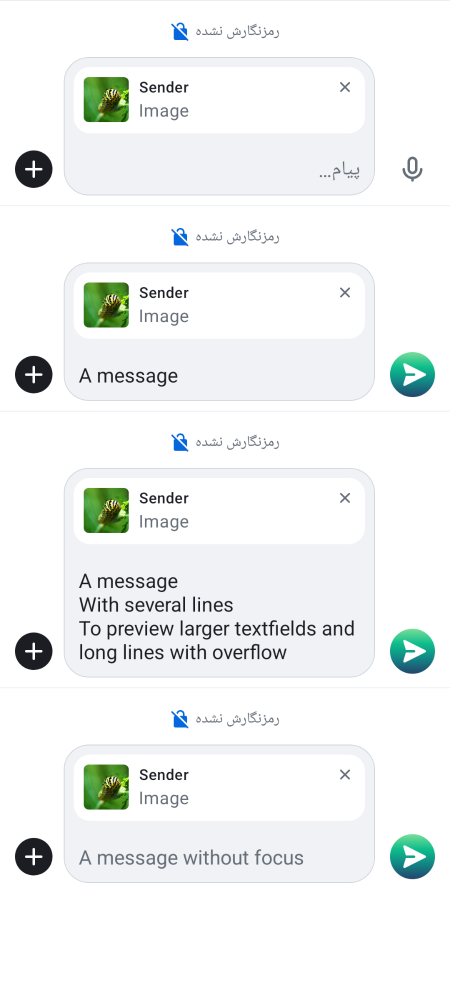 رمزنگارش نشده
Sender
Image
پیام…
رمزنگارش نشده
Sender
Image
A message
رمزنگارش نشده
Sender
Image
A message
With several lines
To preview larger textfields and
long lines with overflow
رمزنگارش نشده
Sender
Image
A message without focus